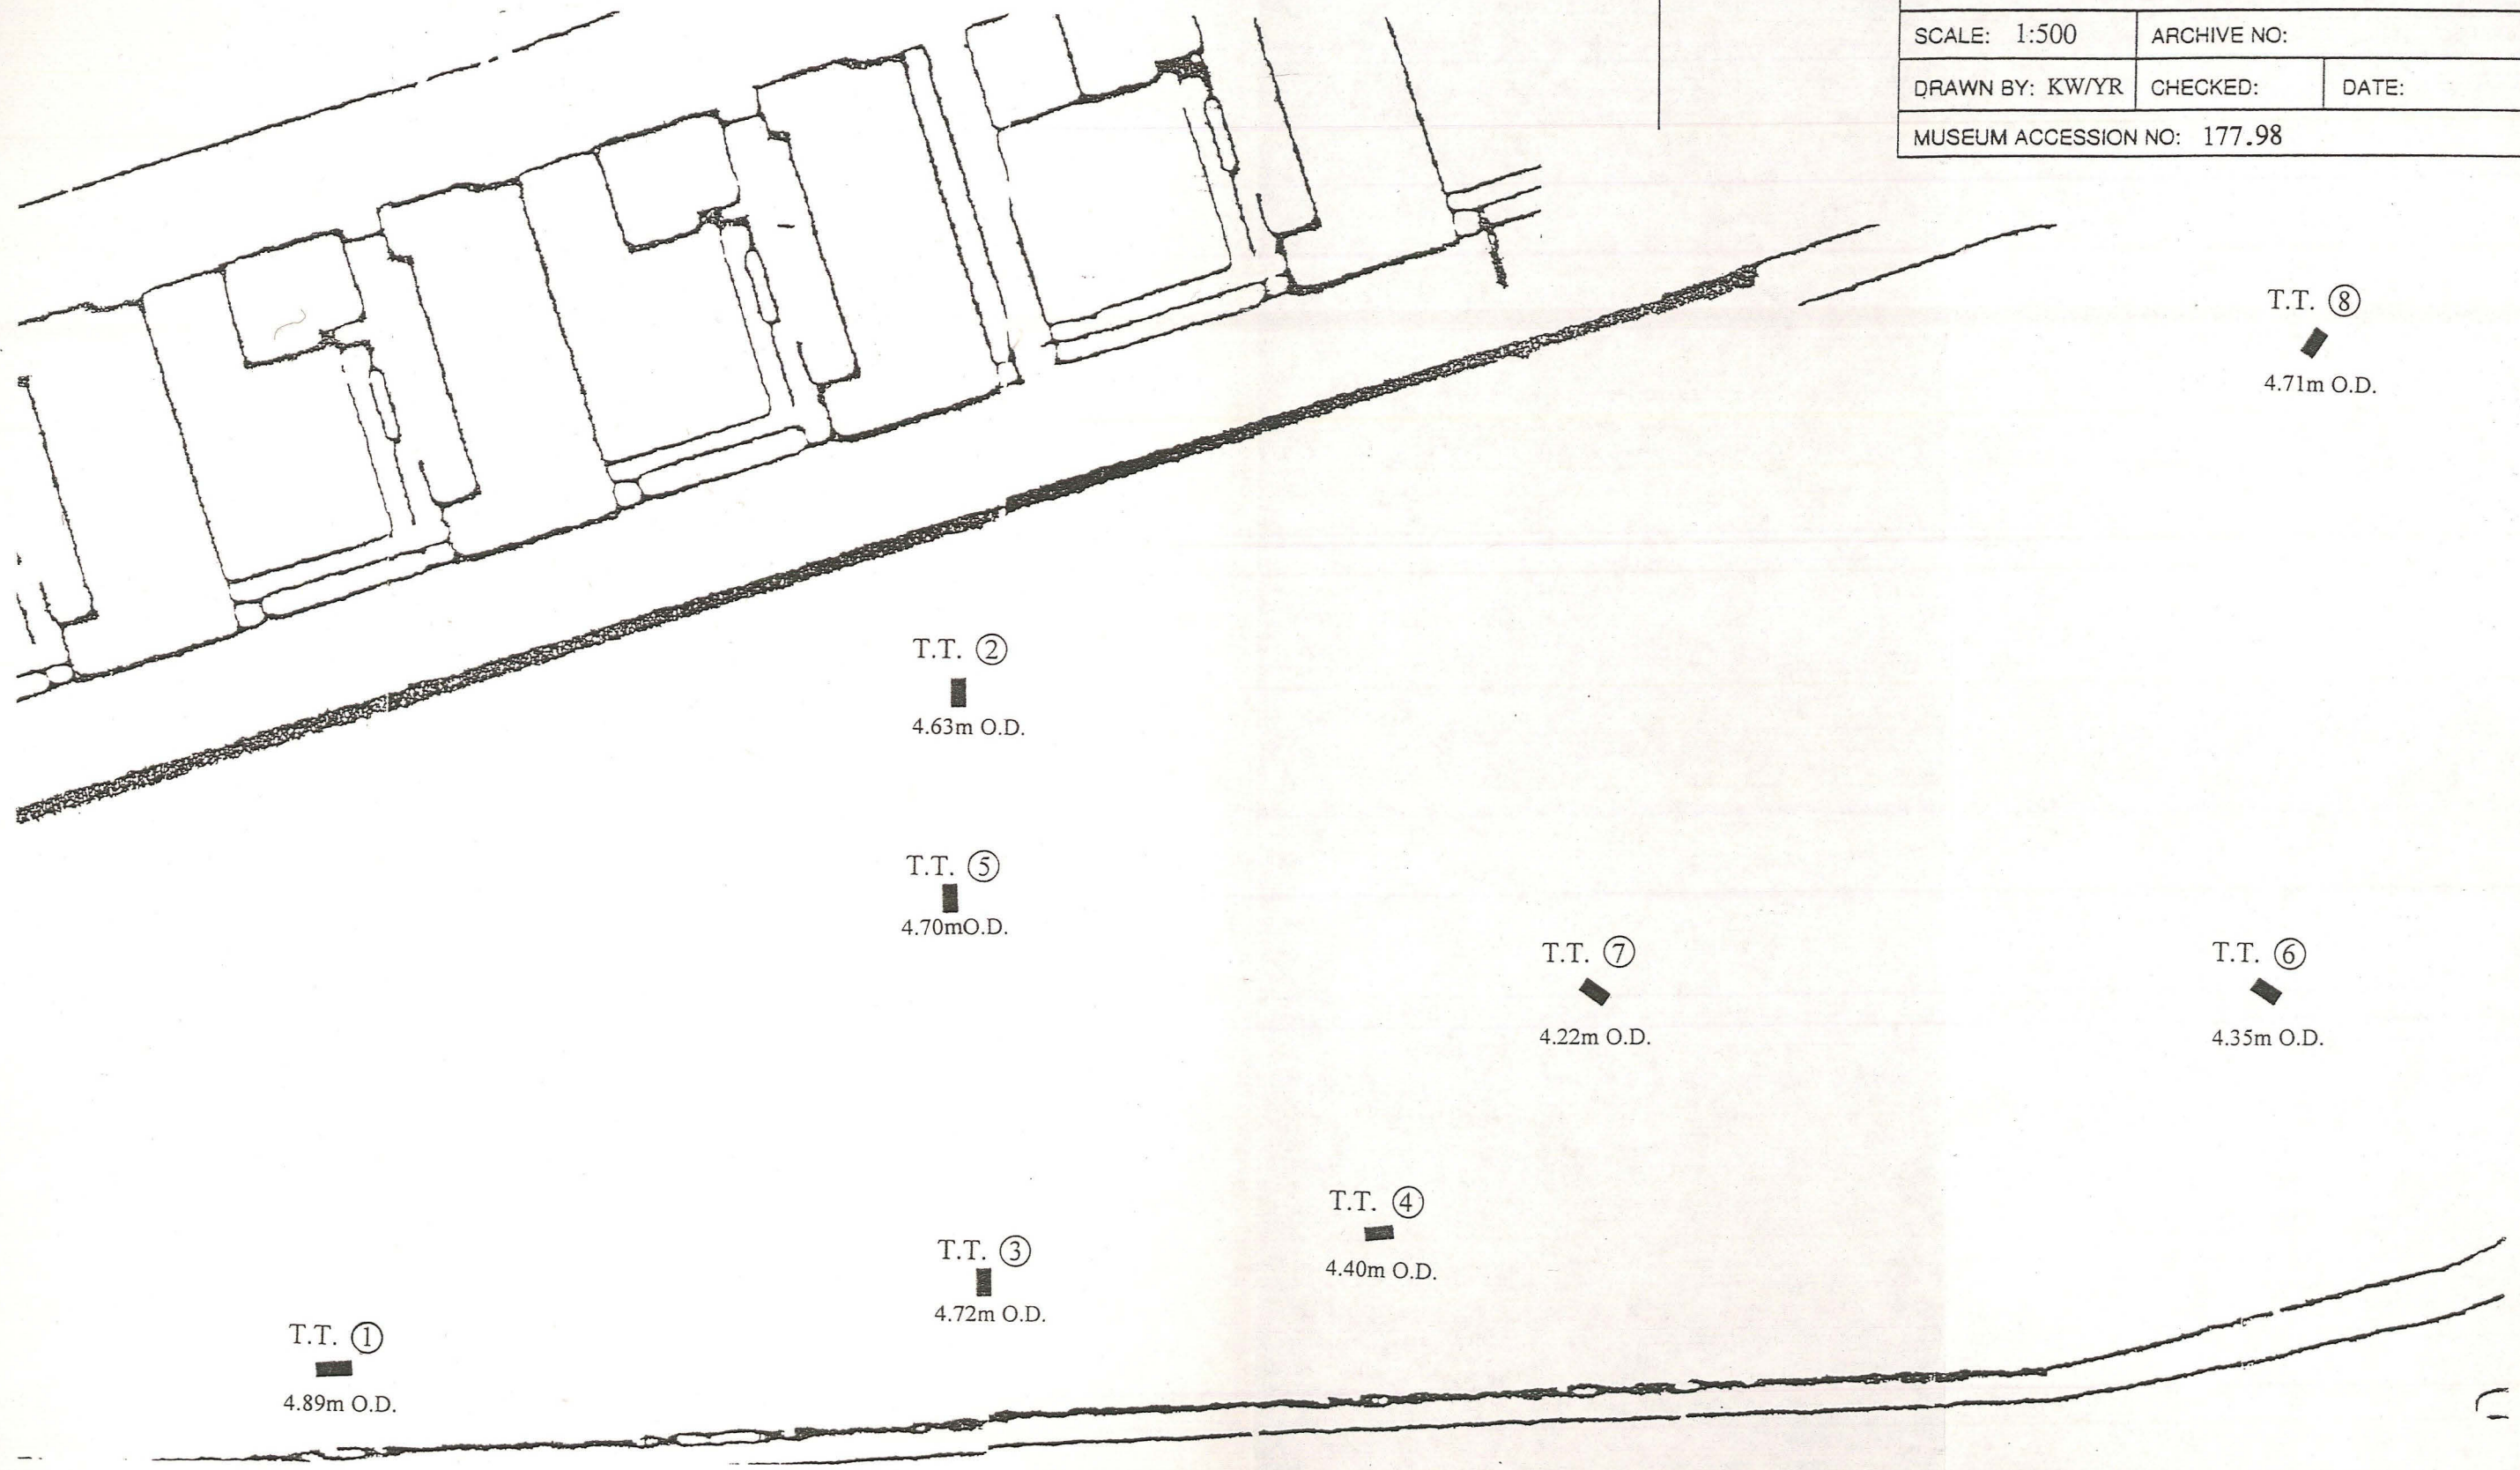 SCALE: 1:500 ARCHIVE NO:
DRAWN BY: KW/YR CHECKED: DATE:
MUSEUM ACCESSION NO: 177.98
T.T. ⑧
4.71m O.D.
T.T. ②
4.63m O.D.
T.T. ⑤
4.70mO.D.
T.T. ⑦
4.22m O.D.
T.T. ⑥
4.35m O.D.
T.T. ④
4.40m O.D.
T.T. ③
4.72m O.D.
T.T. ①
4.89m O.D.